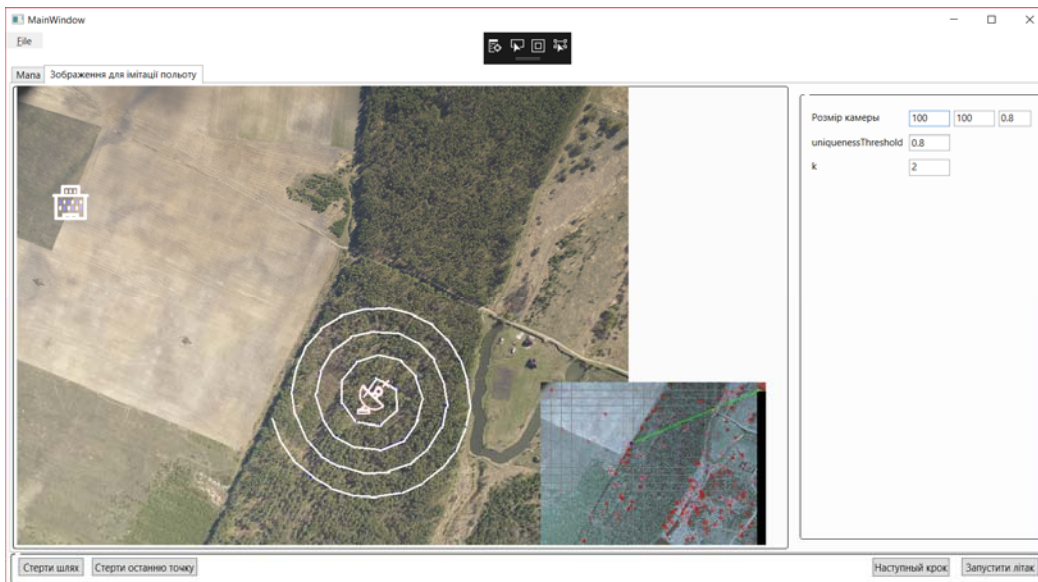 MainWindow
File
Мапа Зображення для імітації польоту
Розмір камеры 100 100 0.8
uniquenessThreshold 0.8
k 2
Стерти шлях Стерти останню точку Наступный крок Запустити літак